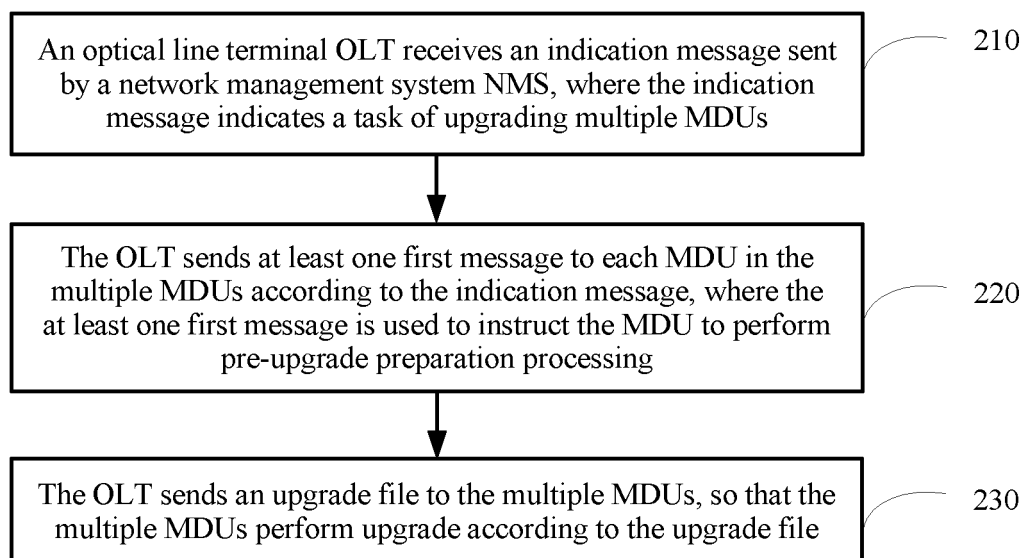 An optical line terminal OLT receives an indication message sent
by a network management system NMS, where the indication
message indicates a task of upgrading multiple MDUs
210
The OLT sends at least one first message to each MDU in the
multiple MDUs according to the indication message, where the
at least one first message is used to instruct the MDU to perform
pre-upgrade preparation processing
220
The OLT sends an upgrade file to the multiple MDUs, so that the
multiple MDUs perform upgrade according to the upgrade file
230